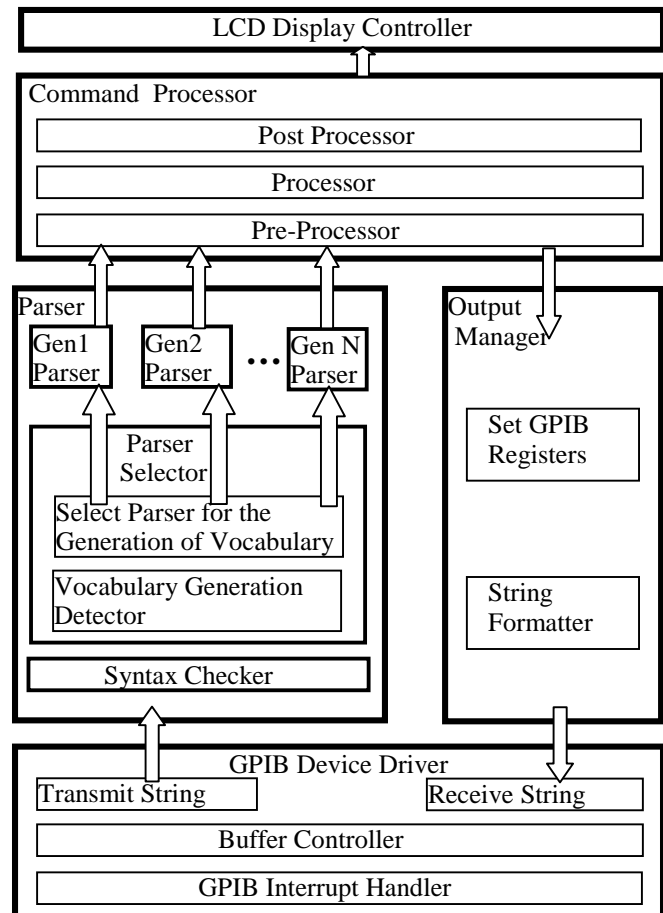 LCD Display Controller
Command Processor
Post Processor
Processor
Pre-Processor
Parser
Gen1
Parser
Gen2
Parser
...
Gen N
Parser
Parser
Selector
Select Parser for the
Generation of Vocabulary
Vocabulary Generation
Detector
Syntax Checker
Output
Manager
Set GPIB
Registers
String
Formatter
GPIB Device Driver
Transmit String
Receive String
Buffer Controller
GPIB Interrupt Handler